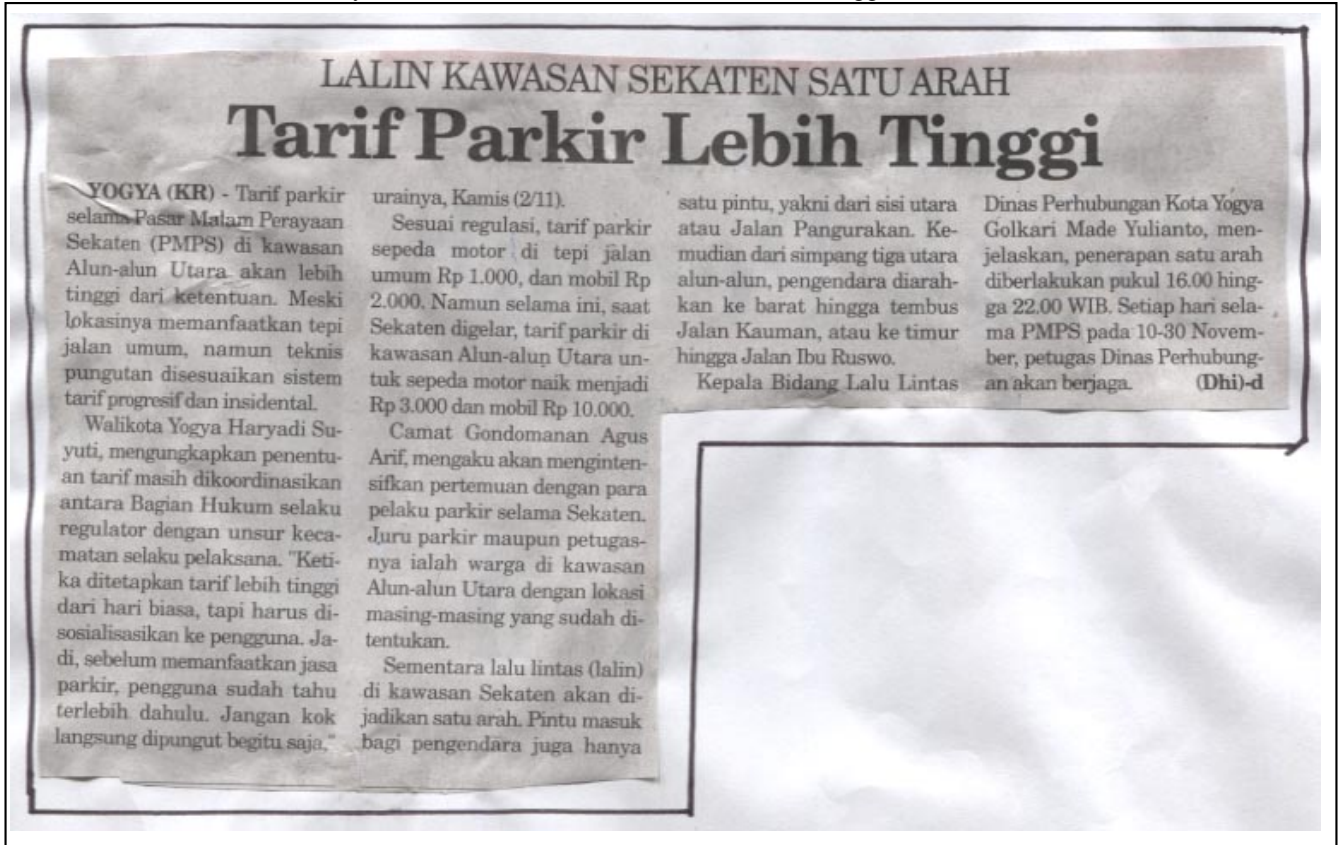 LALIN KAWASAN SEKATEN SATU ARAH
Tarif Parkir Lebih Tinggi
YOGYA (KR) - Tarif parkir
selama Pasar Malam Perayaan
Sekaten (PMPS) di kawasan
Alun-alun Utara akan lebih
tinggi dari ketentuan. Meski
lokasinya memanfaatkan tepi
jalan umum, namun teknis
pungutan disesuaikan sistem
tarif progresif dan insidental.
Walikota Yogya Haryadi Su-
yuti, mengungkapkan penentu-
an tarif masih dikoordinasikan
antara Bagian Hukum selaku
regulator dengan unsur keca-
matan selaku pelaksana. "Keti-
ka ditetapkan tarif lebih tinggi
dari hari biasa, tapi harus di-
sosialisasikan ke pengguna. Ja-
di, sebelum memanfaatkan jasa
parkir, pengguna sudah tahu
terlebih dahulu. Jangan kok
langsung dipungut begitu saja,"
urainya, Kamis (2/11).
Sesuai regulasi, tarif parkir
sepeda motor di tepi jalan
umum Rp 1.000, dan mobil Rp
2.000. Namun selama ini, saat
Sekaten digelar, tarif parkir di
kawasan Alun-alun Utara un-
tuk sepeda motor naik menjadi
Rp 3.000 dan mobil Rp 10.000.
Camat Gondomanan Agus
Arif, mengaku akan menginten-
sifkan pertemuan dengan para
pelaku parkir selama Sekaten.
Juru parkir maupun petugas-
nya ialah warga di kawasan
Alun-alun Utara dengan lokasi
masing-masing yang sudah di-
tentukan.
Sementara lalu lintas (lalin)
di kawasan Sekaten akan di-
jadikan satu arah. Pintu masuk
bagi pengendara juga hanya
satu pintu, yakni dari sisi utara
atau Jalan Pangurakan. Ke-
mudian dari simpang tiga utara
alun-alun, pengendara diarah-
kan ke barat hingga tembus
Jalan Kauman, atau ke timur
hingga Jalan Ibu Ruswo.
Kepala Bidang Lalu Lintas
Dinas Perhubungan Kota Yogya
Golkari Made Yulianto, men-
jelaskan, penerapan satu arah
diberlakukan pukul 16.00 hing-
ga 22.00 WIB. Setiap hari sela-
ma PMPS pada 10-30 Novem-
ber, petugas Dinas Perhubung-
an akan berjaga. (Dhi)-d